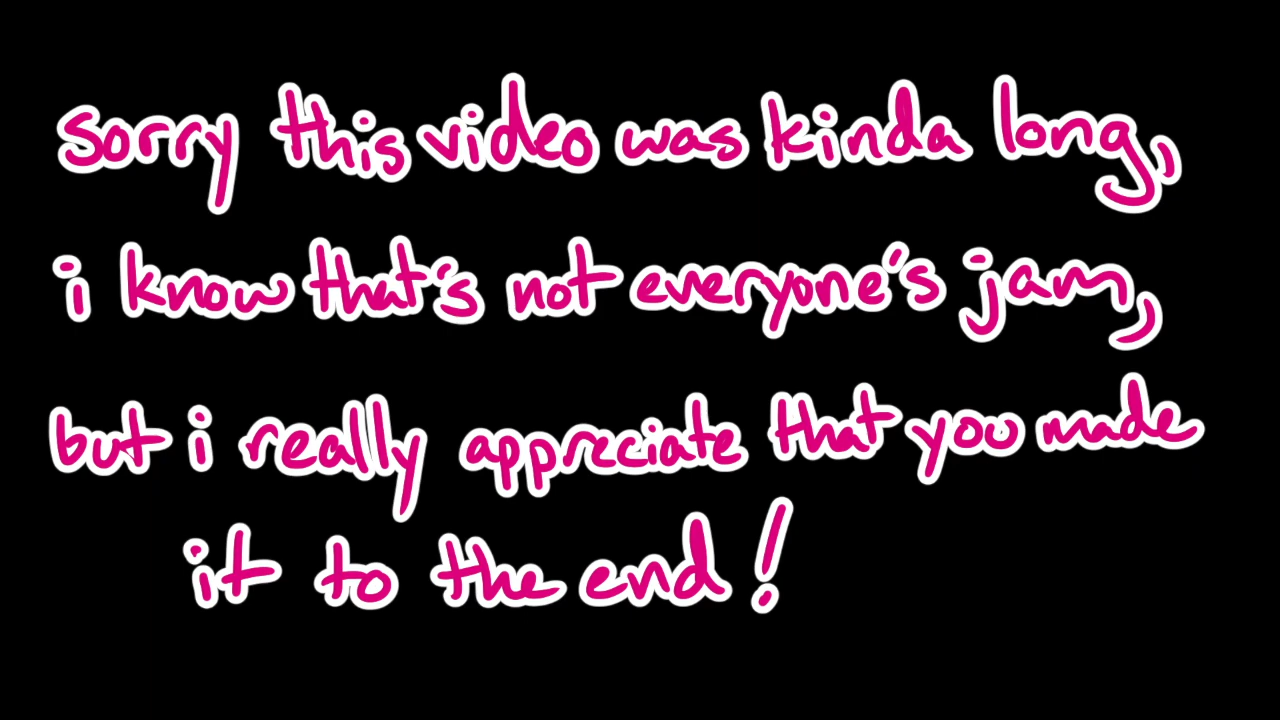 sorry this video was kinda long,
i know that's not everyone's jam,
but i really appreciate that you made
it to the end!